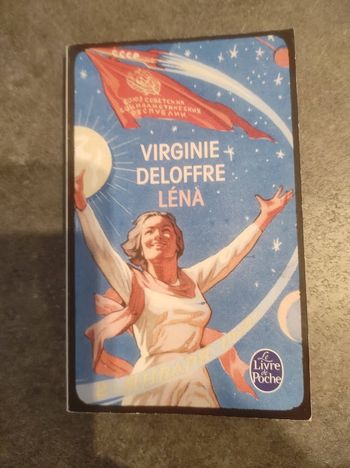 СССР
СОЮЗ СОВЕТСКИХ
СОЦИАЛИСТИЧЕСКИХ
РЕСПУБЛИК
VIRGINIE
DELOFFRE
LÉNA
Le
Livre
de
Poche